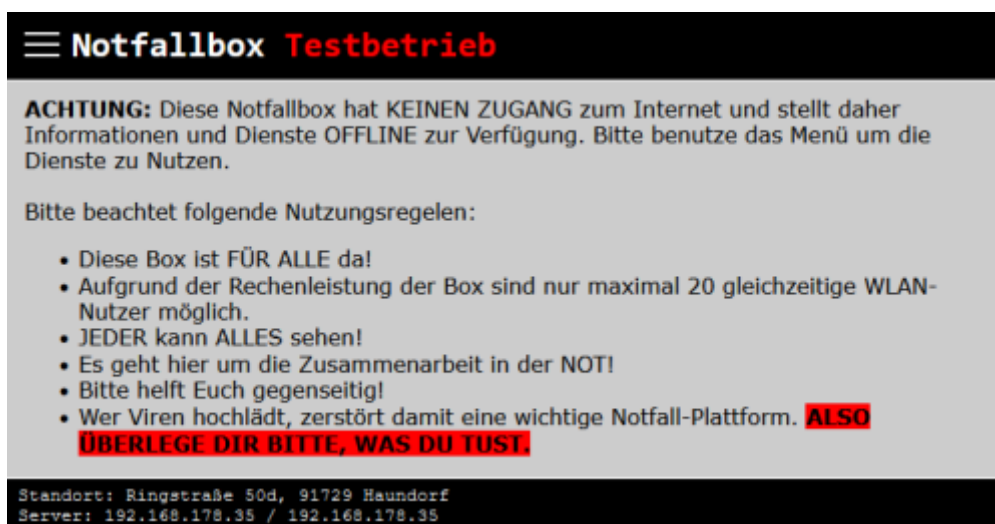 Notfallbox Testbetrieb
ACHTUNG: Diese Notfallbox hat KEINEN ZUGANG zum Internet und stellt daher
Informationen und Dienste OFFLINE zur Verfügung. Bitte benutze das Menü um die
Dienste zu Nutzen.
Bitte beachtet folgende Nutzungsregelen:
• Diese Box ist FÜR ALLE da!
• Aufgrund der Rechenleistung der Box sind nur maximal 20 gleichzeitige WLAN-
Nutzer möglich.
• JEDER kann ALLES sehen!
• Es geht hier um die Zusammenarbeit in der NOT!
• Bitte helft Euch gegenseitig!
• Wer Viren hochlädt, zerstört damit eine wichtige Notfall-Plattform. ALSO
ÜBERLEGE DIR BITTE, WAS DU TUST.
Standort: Ringstraße 50d, 91729 Haundorf
Server: 192.168.178.35 / 192.168.178.35